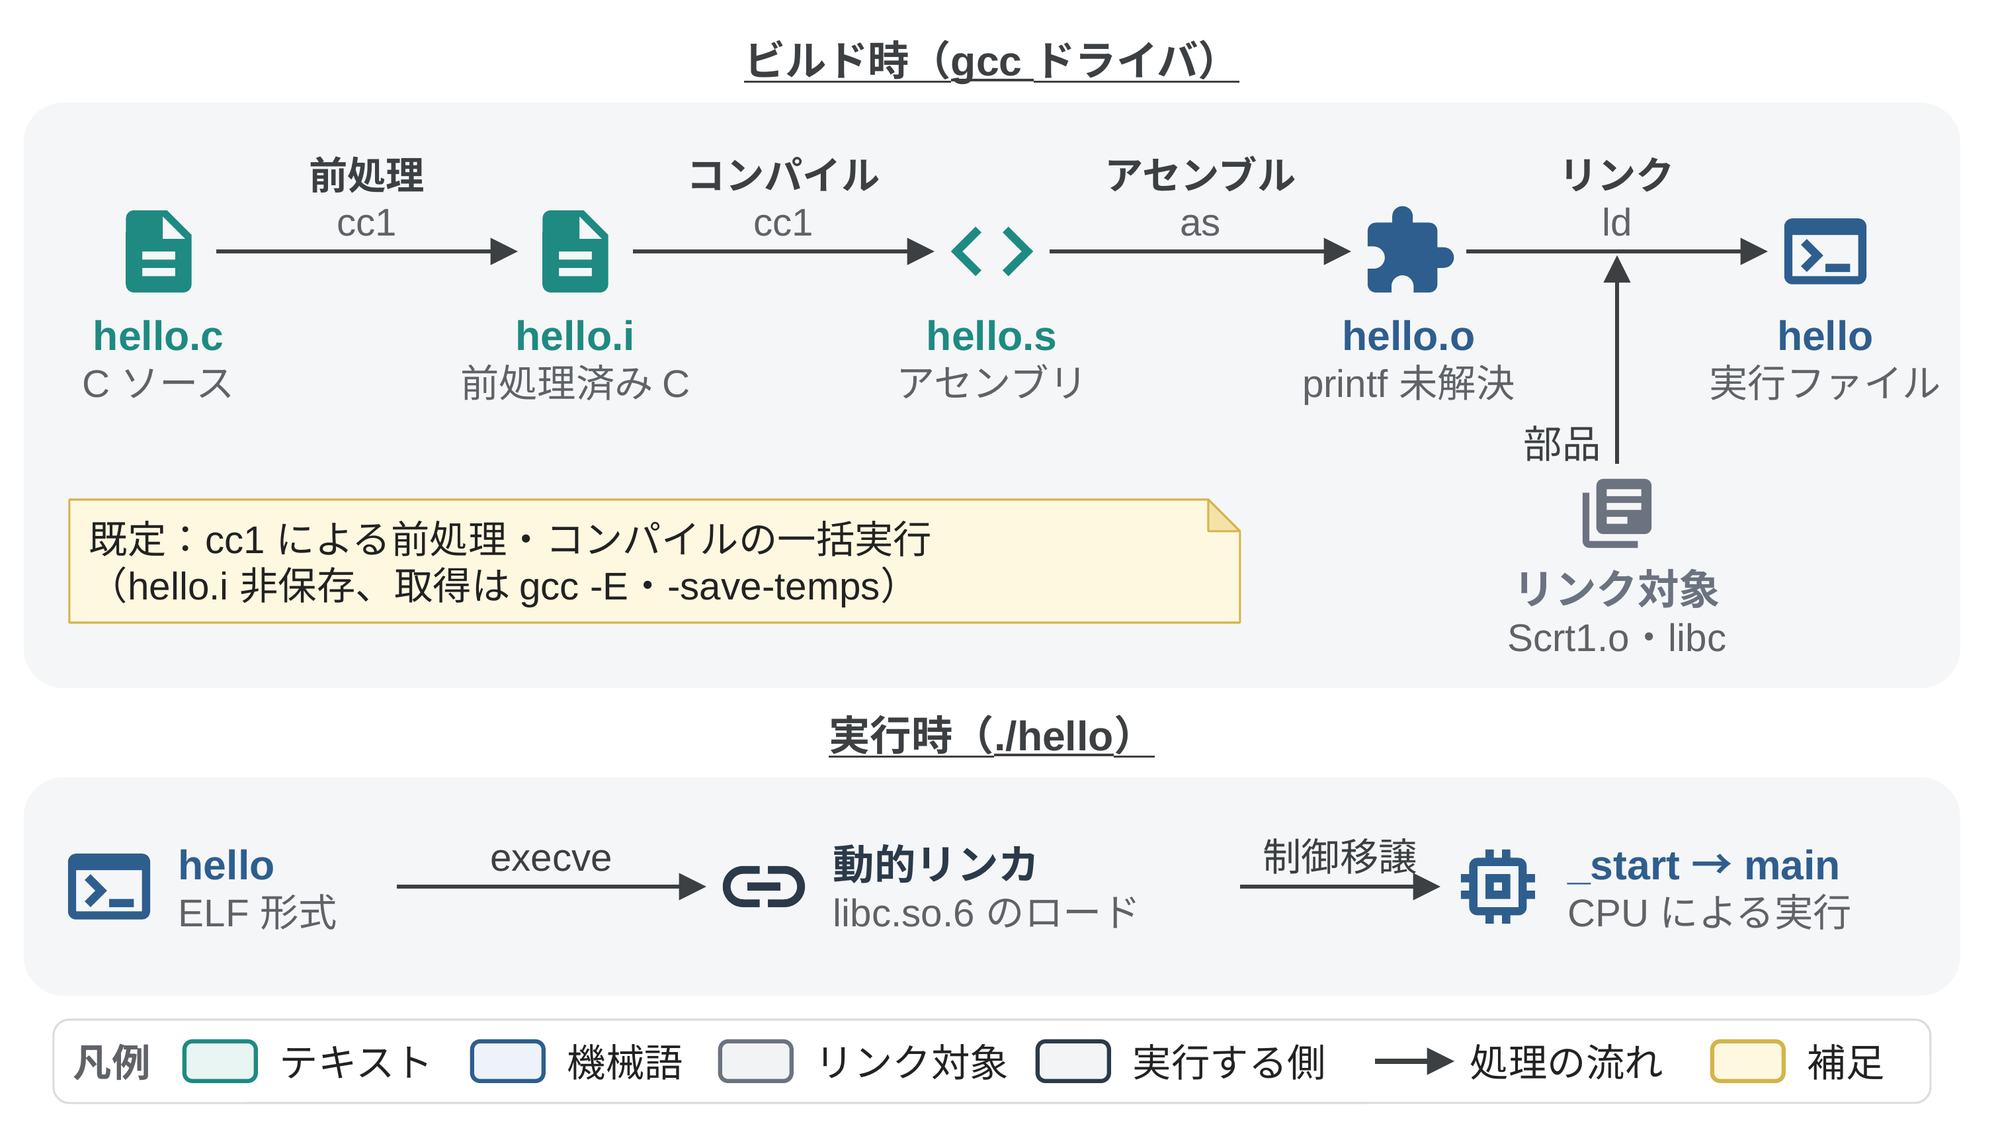 ビルド時（gcc ドライバ）
前処理
cc1
コンパイル
cc1
アセンブル
as
リンク
ld
hello.c
C ソース
hello.i
前処理済み C
hello.s
アセンブリ
hello.o
printf 未解決
hello
実行ファイル
部品
既定：cc1 による前処理・コンパイルの一括実行
（hello.i 非保存、取得は gcc -E・-save-temps）
リンク対象
Scrt1.o・libc
実行時（./hello）
hello
ELF 形式
execve
動的リンカ
libc.so.6 のロード
制御移譲
_start → main
CPU による実行
凡例
テキスト
機械語
リンク対象
実行する側
処理の流れ
補足